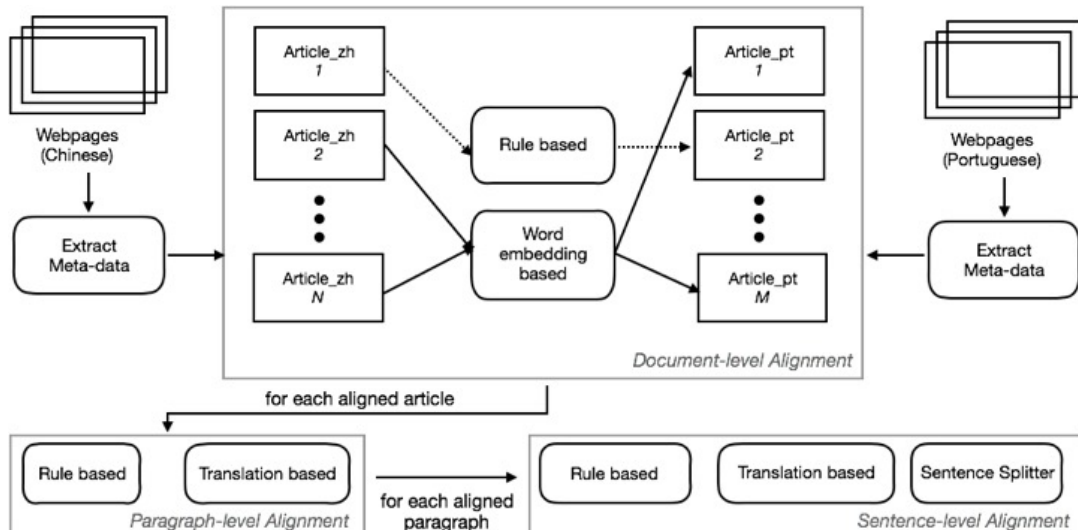 Webpages
(Chinese)
Extract
Meta-data
Article_zh
1
Article_zh
2
Article_zh
N
Rule based
Word
embedding
based
Article_pt
1
Article_pt
2
Article_pt
M
Document-level Alignment
Webpages
(Portuguese)
Extract
Meta-data
for each aligned article
Rule based
Translation based
Paragraph-level Alignment
for each aligned
paragraph
Rule based
Translation based
Sentence Splitter
Sentence-level Alignment